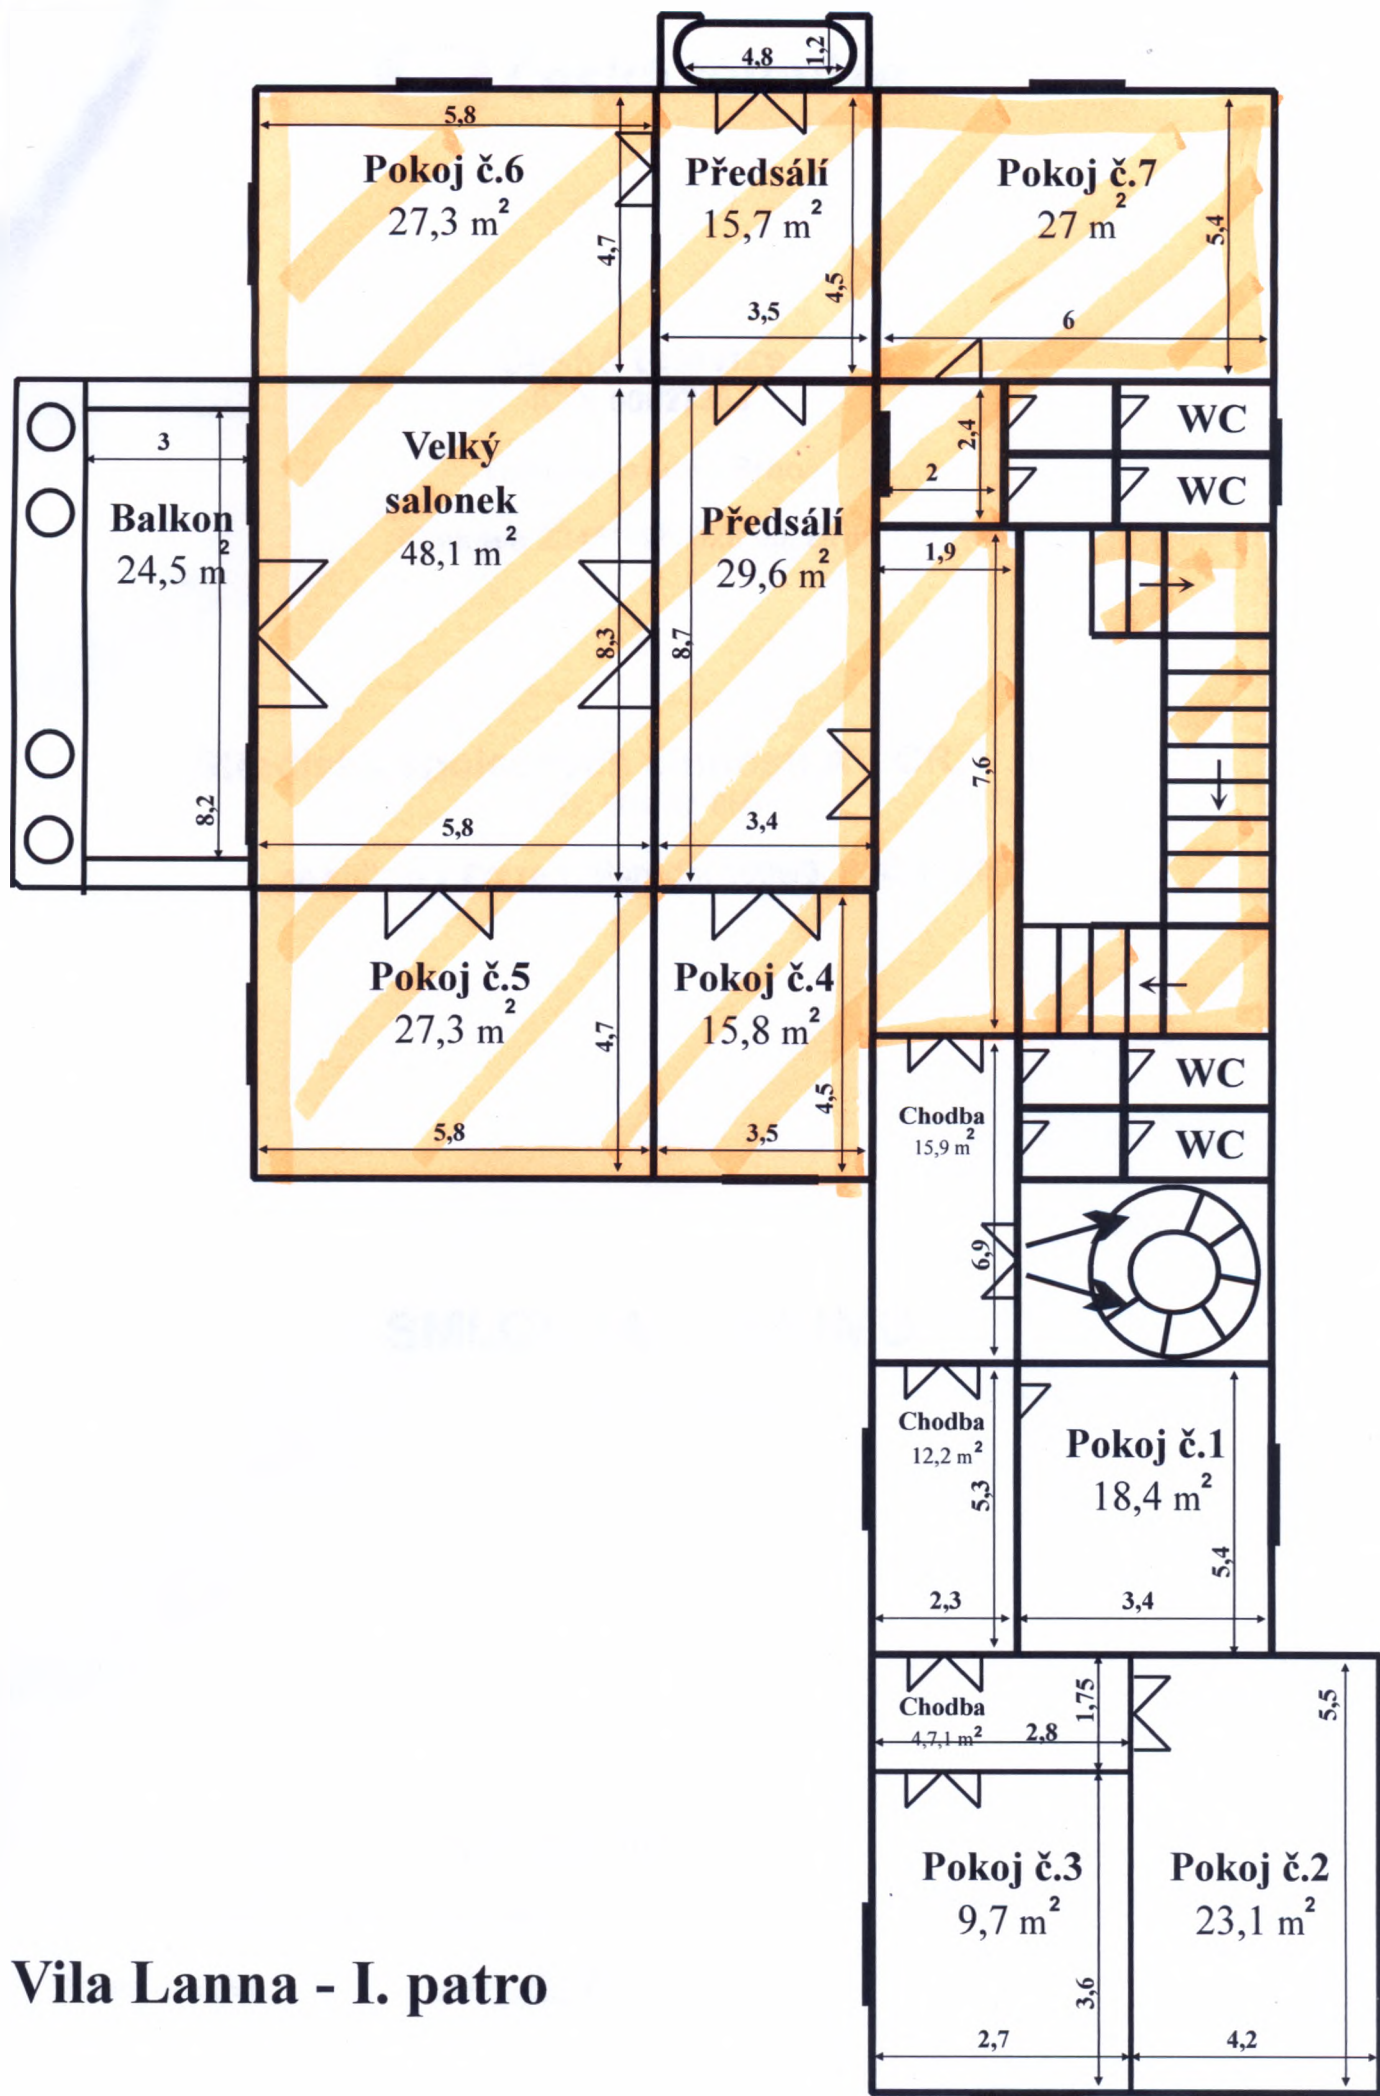 4,8
1,2
5,8
Pokoj č.6
27,3 m²
4,7
Předsálí
15,7 m²
4,5
3,5
Pokoj č.7
27 m²
5,4
6
3
Balkon
24,5 m²
8,2
Velký
salonek
48,1 m²
8,3
5,8
Předsálí
29,6 m²
8,7
3,4
2,4
2
WC
WC
1,9
7,6
Pokoj č.5
27,3 m²
4,7
5,8
Pokoj č.4
15,8 m²
4,5
3,5
WC
WC
Chodba
15,9 m²
6,9
Chodba
12,2 m²
5,3
2,3
Pokoj č.1
18,4 m²
5,4
3,4
Chodba
4,7,1 m²
2,8
1,75
5,5
Pokoj č.3
9,7 m²
3,6
2,7
Pokoj č.2
23,1 m²
4,2
Vila Lanna - I. patro